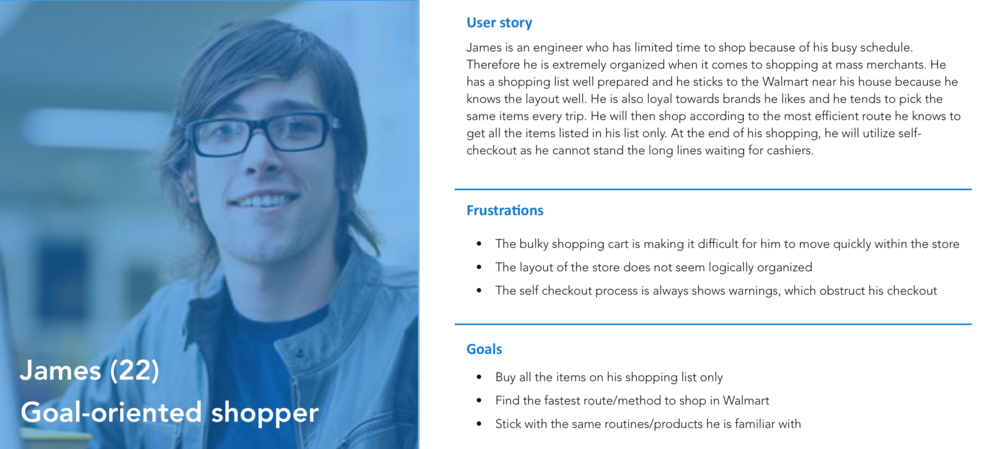 User story
James is an engineer who has limited time to shop because of his busy schedule.
Therefore he is extremely organized when it comes to shopping at mass merchants. He
has a shopping list well prepared and he sticks to the Walmart near his house because he
knows the layout well. He is also loyal towards brands he likes and he tends to pick the
same items every trip. He will then shop according to the most efficient route he knows to
get all the items listed in his list only. At the end of his shopping, he will utilize self-
checkout as he cannot stand the long lines waiting for cashiers.
Frustrations
• The bulky shopping cart is making it difficult for him to move quickly within the store
• The layout of the store does not seem logically organized
• The self checkout process is always shows warnings, which obstruct his checkout
Goals
• Buy all the items on his shopping list only
• Find the fastest route/method to shop in Walmart
• Stick with the same routines/products he is familiar with
James (22)
Goal-oriented shopper